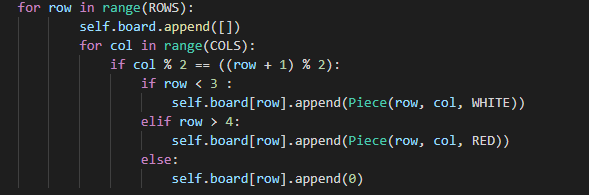 for row in range(ROWS):
self.board.append([])
for col in range(COLS):
if col % 2 == ((row + 1) % 2):
if row < 3 :
self.board[row].append(Piece(row, col, WHITE))
elif row > 4:
self.board[row].append(Piece(row, col, RED))
else:
self.board[row].append(0)